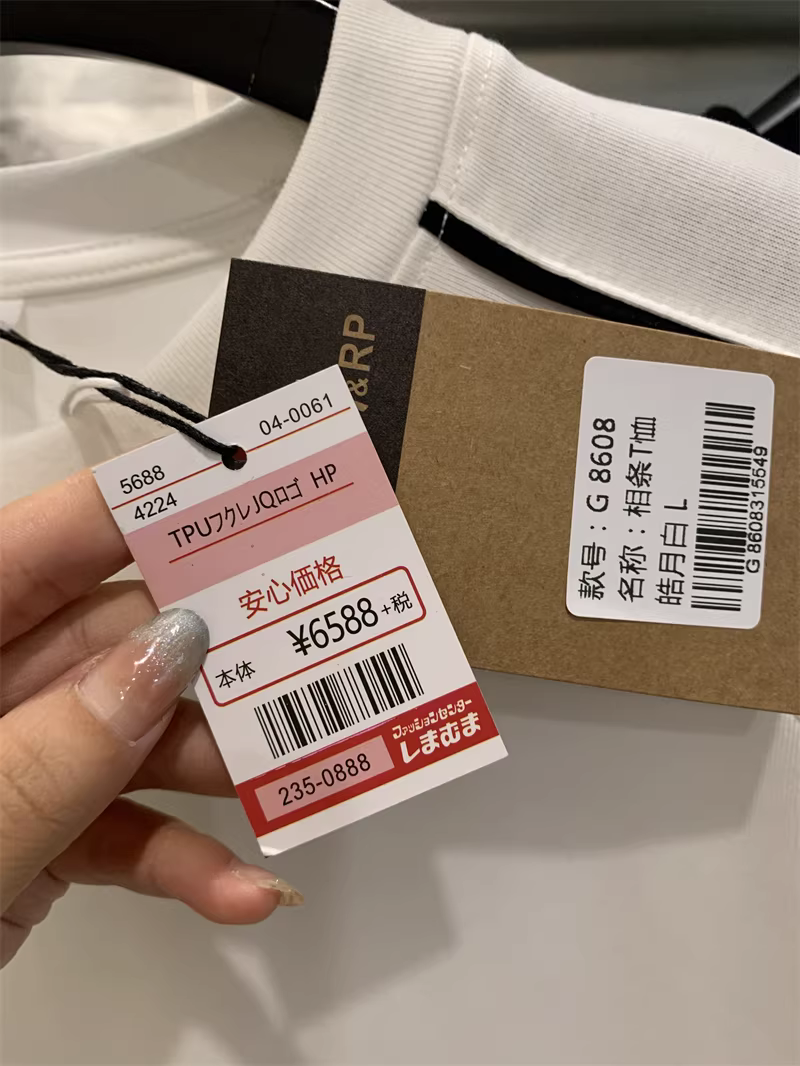 &RP
04-0061
5688
4224
TPUフクレJQロゴ HP
安心価格
¥6588+税
本体
235-0888
ファッションセンター
しまむら
款号：G 8608
名称：相条T恤
皓月白 L
G 8608315549